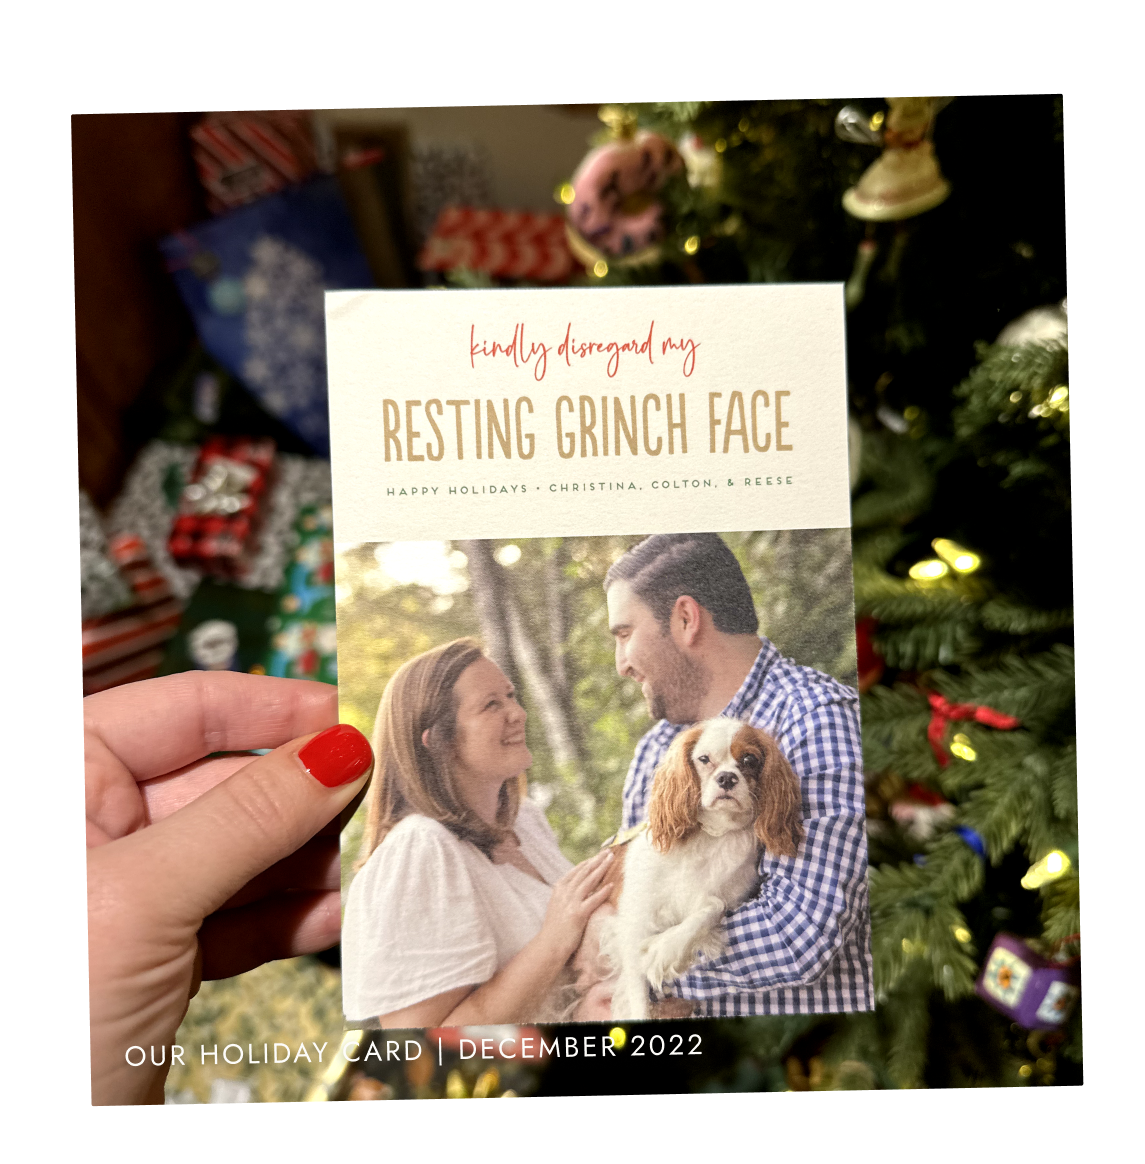 kindly disregard my
RESTING GRINCH FACE
HAPPY HOLIDAYS • CHRISTINA, COLTON, & REESE
OUR HOLIDAY CARD | DECEMBER 2022